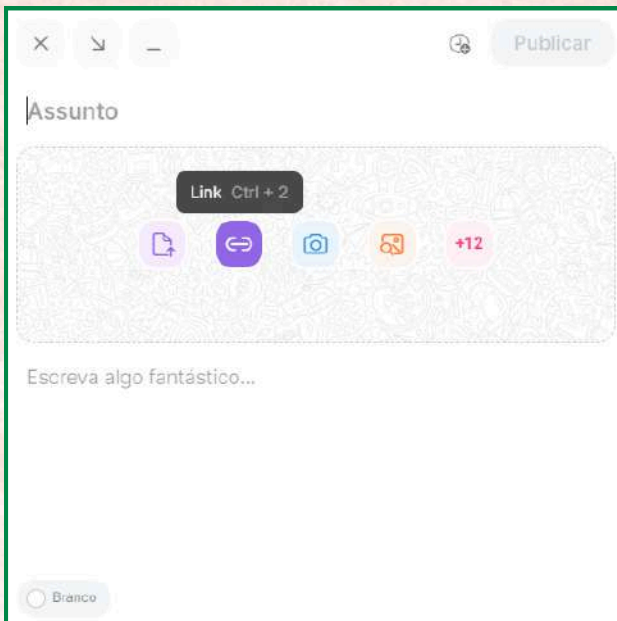 Publicar
Assunto
Link Ctrl + 2
+12
Escreva algo fantástico...
Branco